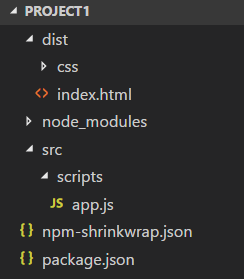 PROJECT1
dist
css
<> index.html
node_modules
src
scripts
JS app.js
{} npm-shrinkwrap.json
{} package.json